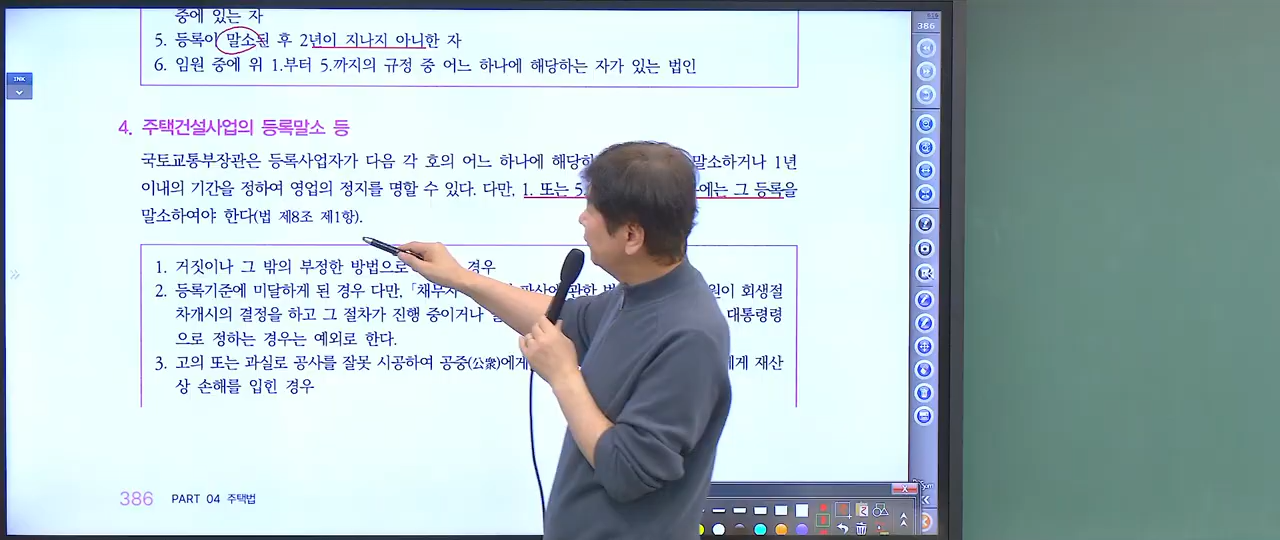 중에 있는 자
5. 등록이 말소된 후 2년이 지나지 아니한 자
6. 임원 중에 위 1.부터 5.까지의 규정 중 어느 하나에 해당하는 자가 있는 법인
4. 주택건설사업의 등록말소 등
국토교통부장관은 등록사업자가 다음 각 호의 어느 하나에 해당하 말소하거나 1년
이내의 기간을 정하여 영업의 정지를 명할 수 있다. 다만, 1. 또는 5. 에는 그 등록을
말소하여야 한다(법 제8조 제1항).
1. 거짓이나 그 밖의 부정한 방법으로 경우
2. 등록기준에 미달하게 된 경우 다만, 「채무자 파산에 관한 법 원이 회생절
차개시의 결정을 하고 그 절차가 진행 중이거나 대통령령
으로 정하는 경우는 예외로 한다.
3. 고의 또는 과실로 공사를 잘못 시공하여 공중(公衆)에게 에게 재산
상 손해를 입힌 경우
386 PART 04 주택법
386
INK